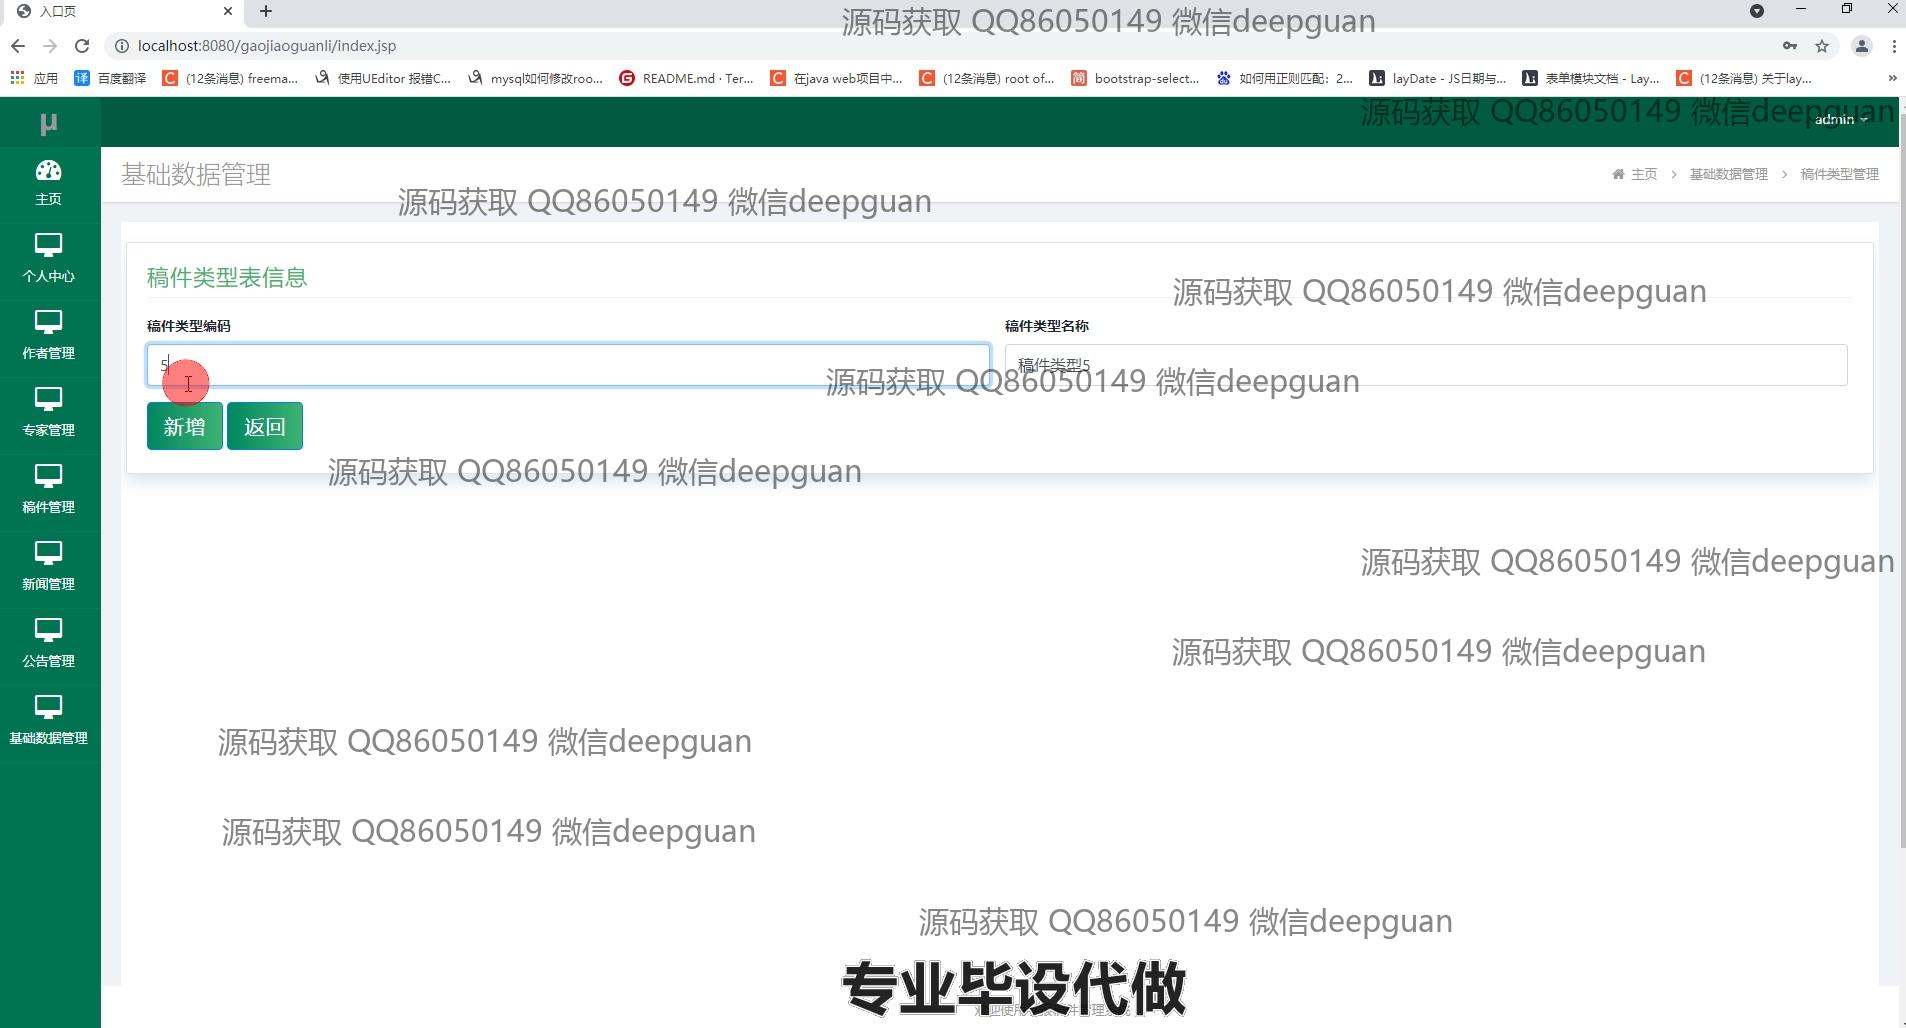 入口页
源码获取 QQ86050149 微信deepguan
localhost:8080/gaojiaoguanli/index.jsp
应用 百度翻译 (12条消息) freema... 使用UEditor 报错C... mysql如何修改roo... README.md · Ter... 在java web项目中... (12条消息) root of... bootstrap-select... 如何用正则匹配：2... layDate - JS日期与... 表单模块文档 - Lay... (12条消息) 关于lay...
μ
源码获取 QQ86050149 微信deepguan
admin
主页
基础数据管理
主页 > 基础数据管理 > 稿件类型管理
源码获取 QQ86050149 微信deepguan
个人中心
稿件类型表信息
源码获取 QQ86050149 微信deepguan
稿件类型编码 稿件类型名称
作者管理
5 稿件类型5
源码获取 QQ86050149 微信deepguan
新增 返回
专家管理
源码获取 QQ86050149 微信deepguan
稿件管理
源码获取 QQ86050149 微信deepguan
新闻管理
源码获取 QQ86050149 微信deepguan
公告管理
基础数据管理
源码获取 QQ86050149 微信deepguan
源码获取 QQ86050149 微信deepguan
源码获取 QQ86050149 微信deepguan
专业毕设代做